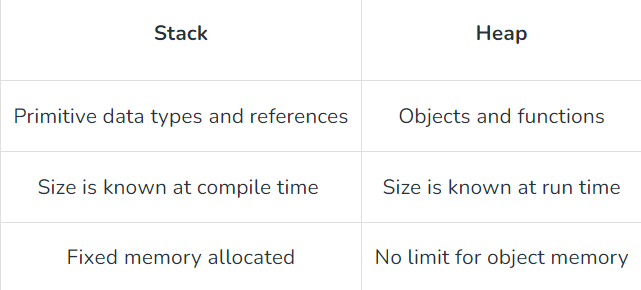 Stack Heap
Primitive data types and references Objects and functions
Size is known at compile time Size is known at run time
Fixed memory allocated No limit for object memory